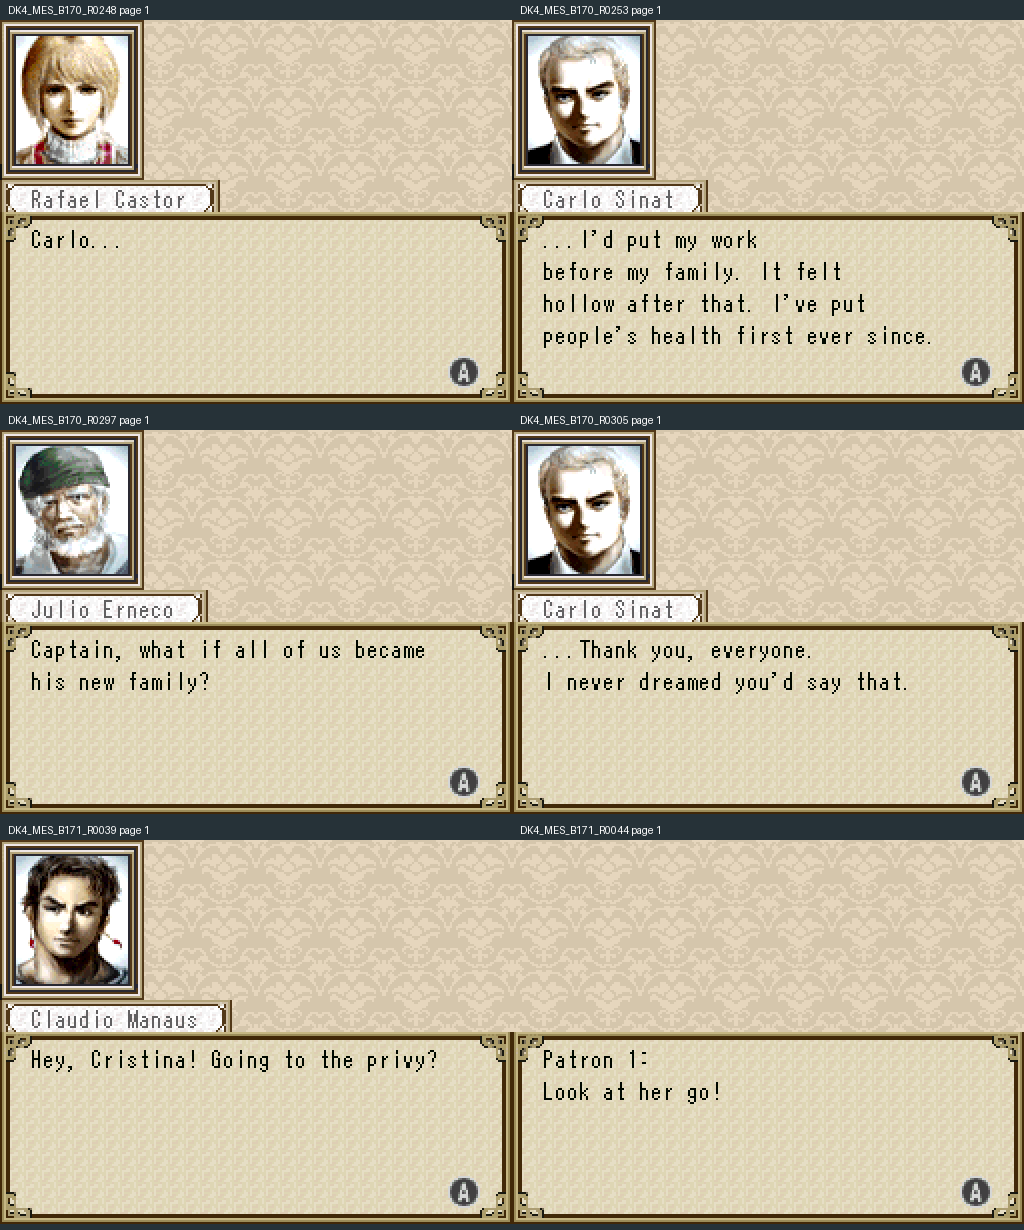 DK4_MES_B170_R0248 page 1
Rafael Castor
Carlo...
DK4_MES_B170_R0253 page 1
Carlo Sinat
...I'd put my work
before my family. It felt
hollow after that. I've put
people's health first ever since.
A
A
DK4_MES_B170_R0297 page 1
Julio Erneco
Captain, what if all of us became
his new family?
A
DK4_MES_B170_R0305 page 1
Carlo Sinat
...Thank you, everyone.
I never dreamed you'd say that.
A
DK4_MES_B171_R0039 page 1
Claudio Manaus
Hey, Cristina! Going to the privy?
A
DK4_MES_B171_R0044 page 1
Patron 1:
Look at her go!
A